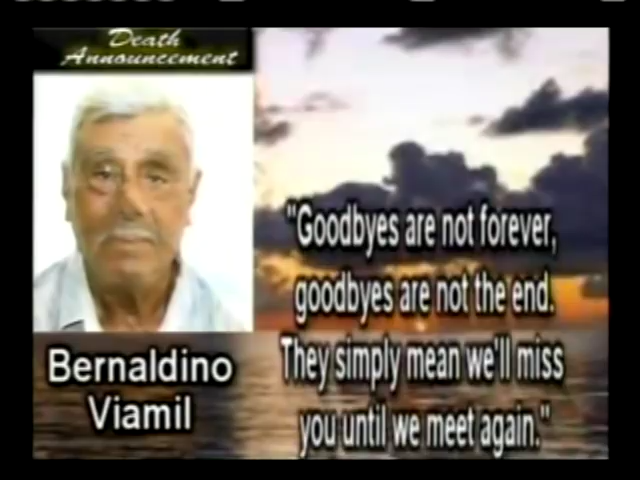 Death
Announcement
"Goodbyes are not forever,
goodbyes are not the end.
They simply mean we'll miss
you until we meet again."
Bernaldino
Viamil